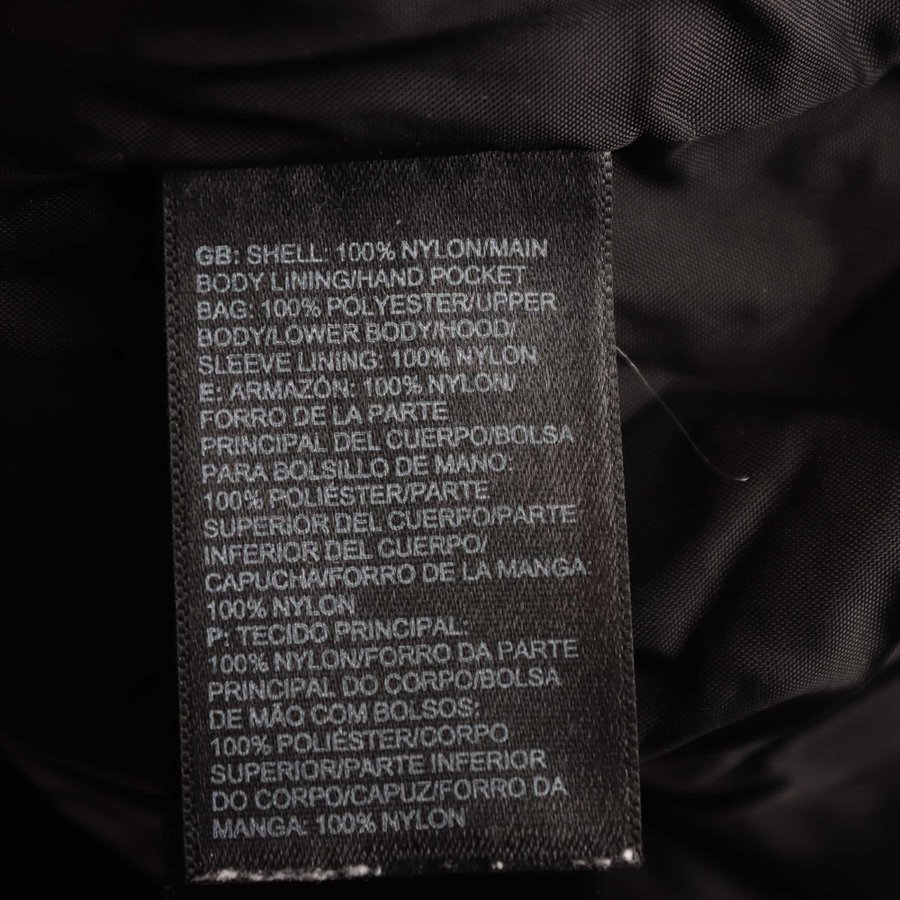 GB: SHELL: 100% NYLON/MAIN
BODY LINING/HAND POCKET
BAG: 100% POLYESTER/UPPER
BODY/LOWER BODY/HOOD/
SLEEVE LINING: 100% NYLON
E: ARMAZÓN: 100% NYLON/
FORRO DE LA PARTE
PRINCIPAL DEL CUERPO/BOLSA
PARA BOLSILLO DE MANO:
100% POLIÉSTER/PARTE
SUPERIOR DEL CUERPO/PARTE
INFERIOR DEL CUERPO/
CAPUCHA/FORRO DE LA MANGA:
100% NYLON
P: TECIDO PRINCIPAL:
100% NYLON/FORRO DA PARTE
PRINCIPAL DO CORPO/BOLSA
DE MÃO COM BOLSOS:
100% POLIÉSTER/CORPO
SUPERIOR/PARTE INFERIOR
DO CORPO/CAPUZ/FORRO DA
MANGA: 100% NYLON